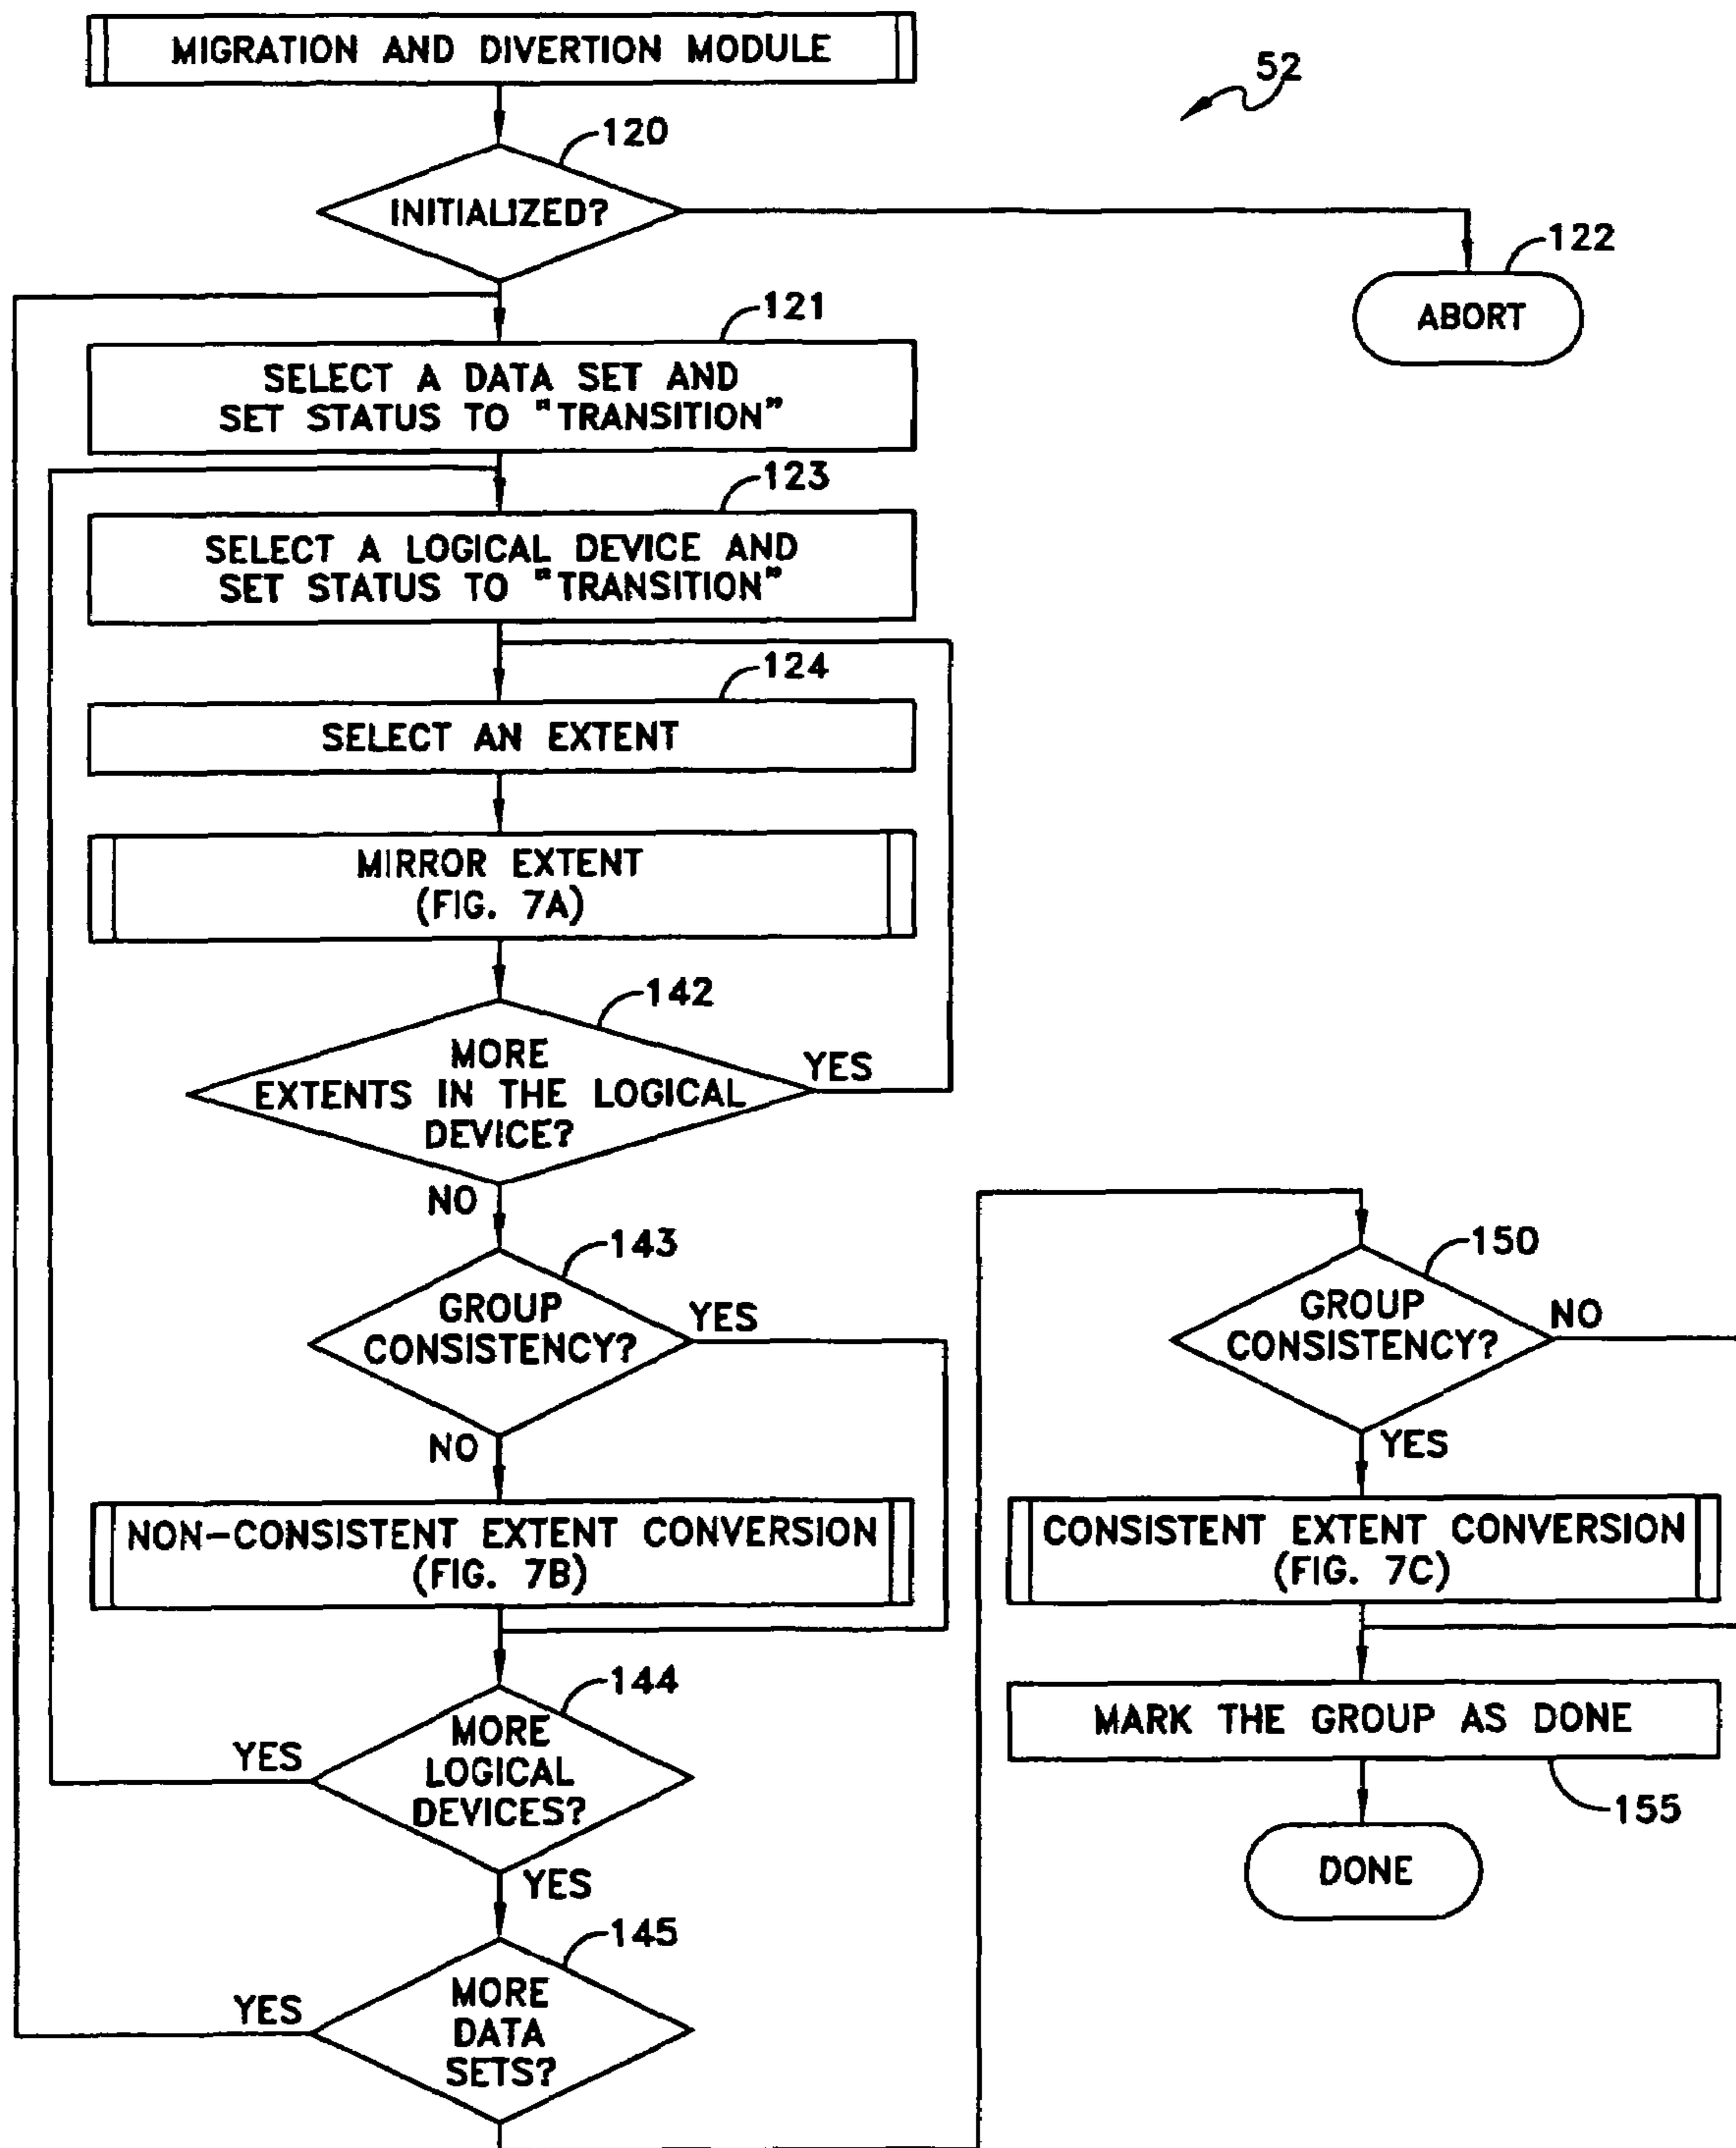 MIGRATION AND DIVERTION MODULE
52
120
INITIALIZED?
122
ABORT
121
SELECT A DATA SET AND
SET STATUS TO "TRANSITION"
123
SELECT A LOGICAL DEVICE AND
SET STATUS TO "TRANSITION"
124
SELECT AN EXTENT
MIRROR EXTENT
(FIG. 7A)
142
MORE
EXTENTS IN THE LOGICAL
DEVICE?
YES
NO
143
GROUP
CONSISTENCY?
YES
NO
NON-CONSISTENT EXTENT CONVERSION
(FIG. 7B)
144
MORE
LOGICAL
DEVICES?
YES
YES
145
MORE
DATA
SETS?
YES
150
GROUP
CONSISTENCY?
NO
YES
CONSISTENT EXTENT CONVERSION
(FIG. 7C)
MARK THE GROUP AS DONE
155
DONE